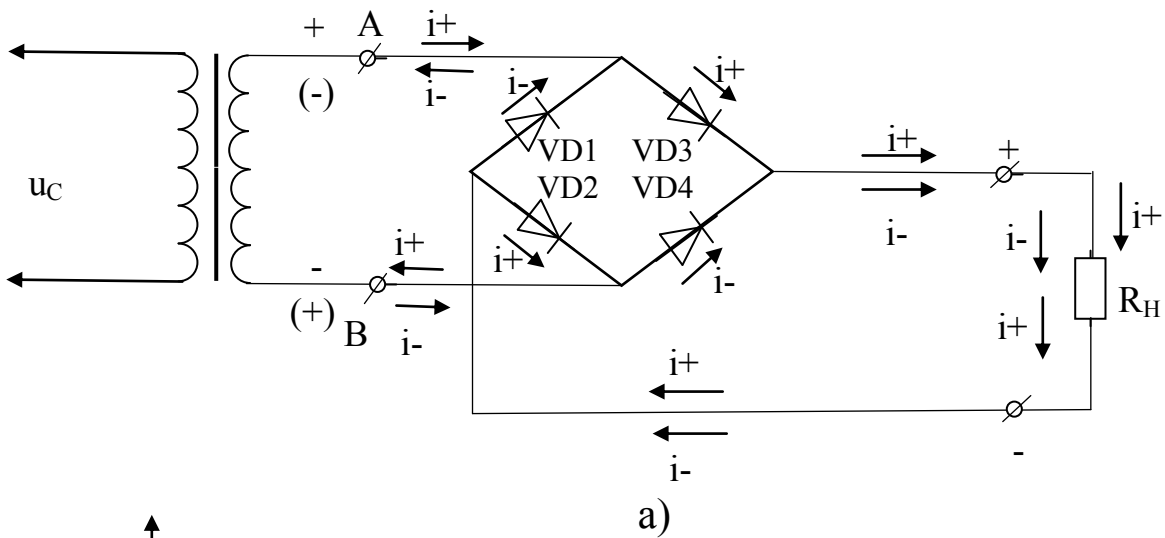 + A i+
i- i- i+
(-)
VD1 VD3
i+ +
u_C
VD2 VD4
i+
- i+ i+ i- i-
i-
(+) B i- i+ R_H
i+
i- -
a)